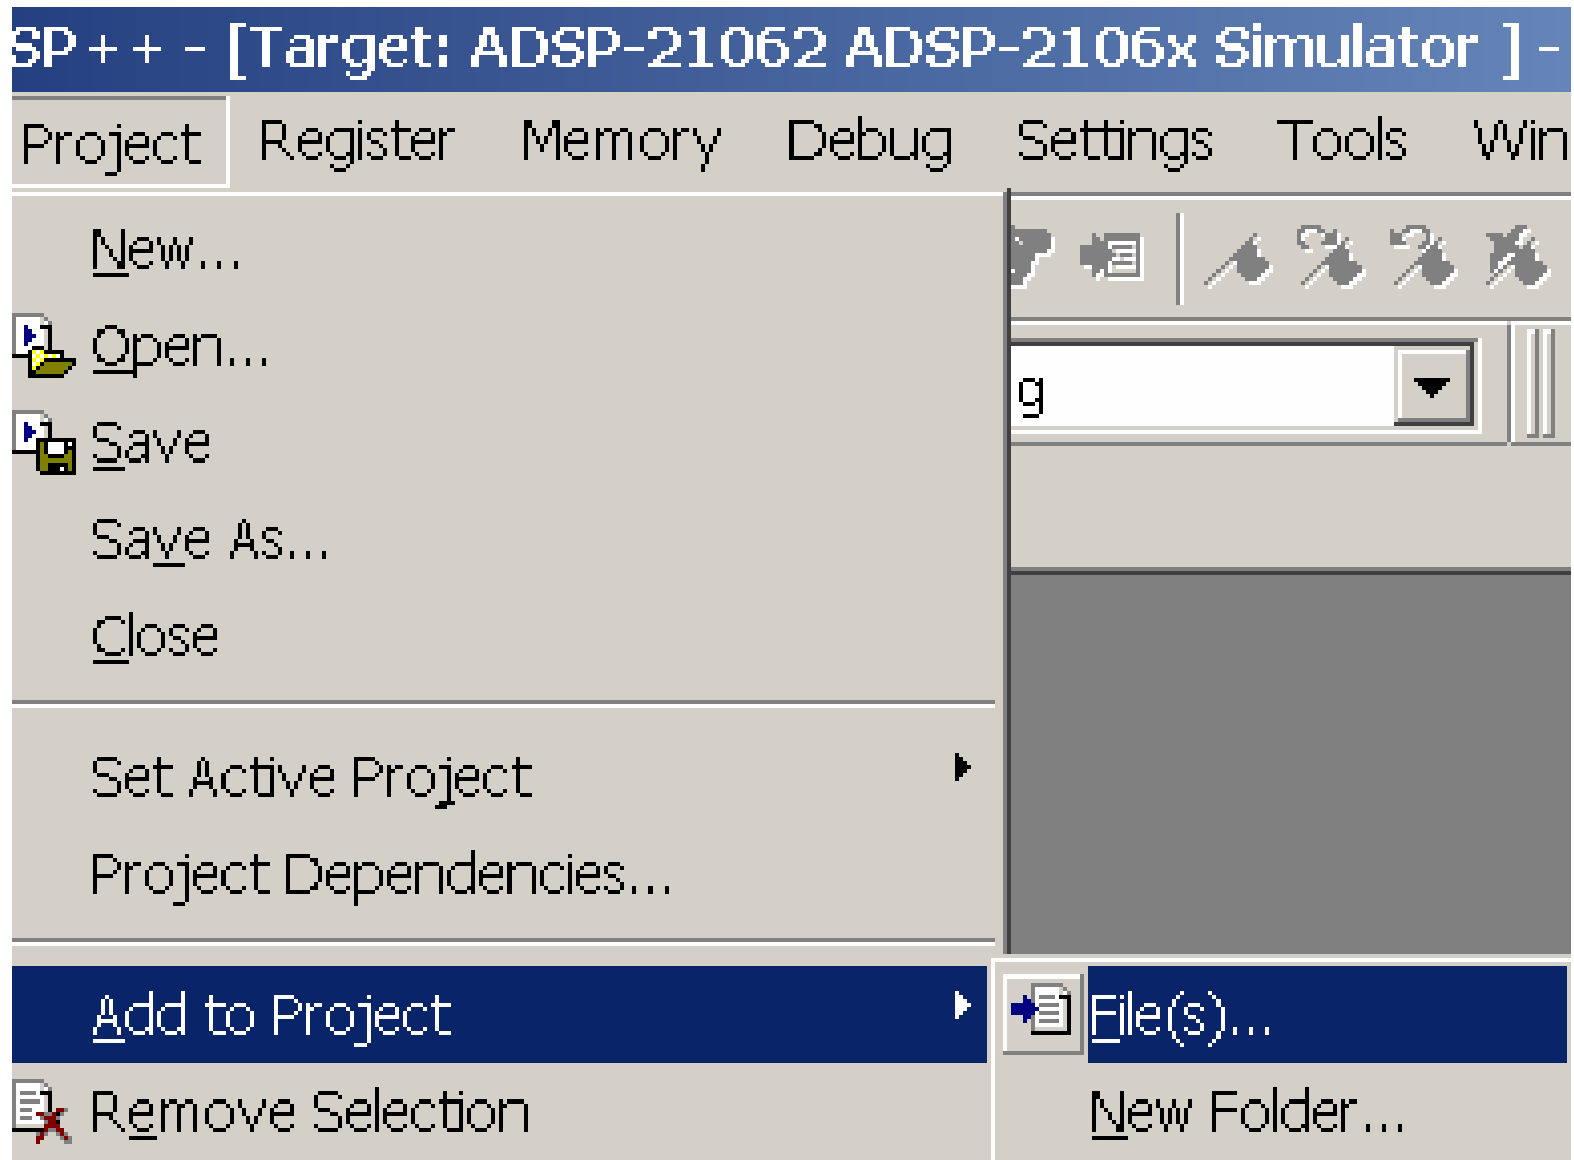 SP++ - [Target: ADSP-21062 ADSP-2106x Simulator ] -
Project Register Memory Debug Settings Tools Win
New...
Open...
g
Save
Save As...
Close
Set Active Project
Project Dependencies...
Add to Project File(s)...
Remove Selection New Folder...